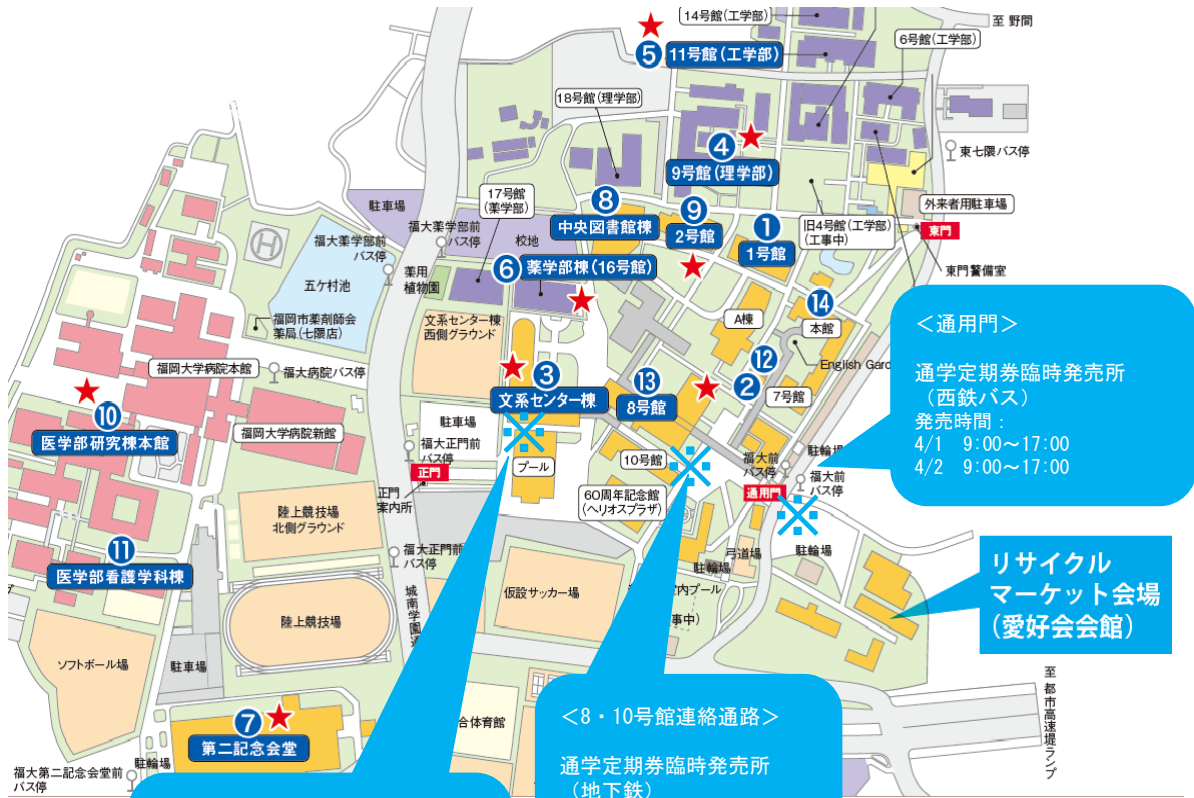 14号館(工学部)
至 野間
6号館(工学部)
⑤ 11号館(工学部)
18号館(理学部)
東七隈バス停
④
9号館(理学部)
17号館
(薬学部)
駐車場
⑧
中央図書館棟
⑨
2号館
①
1号館
外来者用駐車場
旧4号館(工学部)
(工事中)
東門
東門警備室
福大薬学部前
バス停
福大薬学部前
バス停
校地
⑥ 薬学部棟(16号館)
薬用
植物園
五ケ村池
H
福岡市薬剤師会
薬局(七隈店)
文系センター棟
西側グラウンド
A棟
⑭
本館
English Gard
⑫
②
7号館
福岡大学病院本館
福大病院バス停
③
文系センター棟
⑬
8号館
⑩
医学部研究棟本館
福岡大学病院新館
駐車場
福大正門前
バス停
正門
正門
案内所
プール
10号館
60周年記念館
(ヘリオスプラザ)
福大前
バス停
駐輪場
福大前
バス停
通用門
<通用門>
通学定期券臨時発売所
(西鉄バス)
発売時間:
4/1 9:00~17:00
4/2 9:00~17:00
陸上競技場
北側グラウンド
⑪
医学部看護学科棟
福大正門前
バス停
弓道場
駐輪場
駐輪場
リサイクル
マーケット会場
(愛好会会館)
仮設サッカー場
内プール
事中)
城南学園通
陸上競技場
ソフトボール場
駐車場
⑦
第二記念会堂
合体育館
駐輪場
福大第二記念会堂前
バス停
<8・10号館連絡通路>
通学定期券臨時発売所
(地下鉄)
至 都市高速堤ランプ